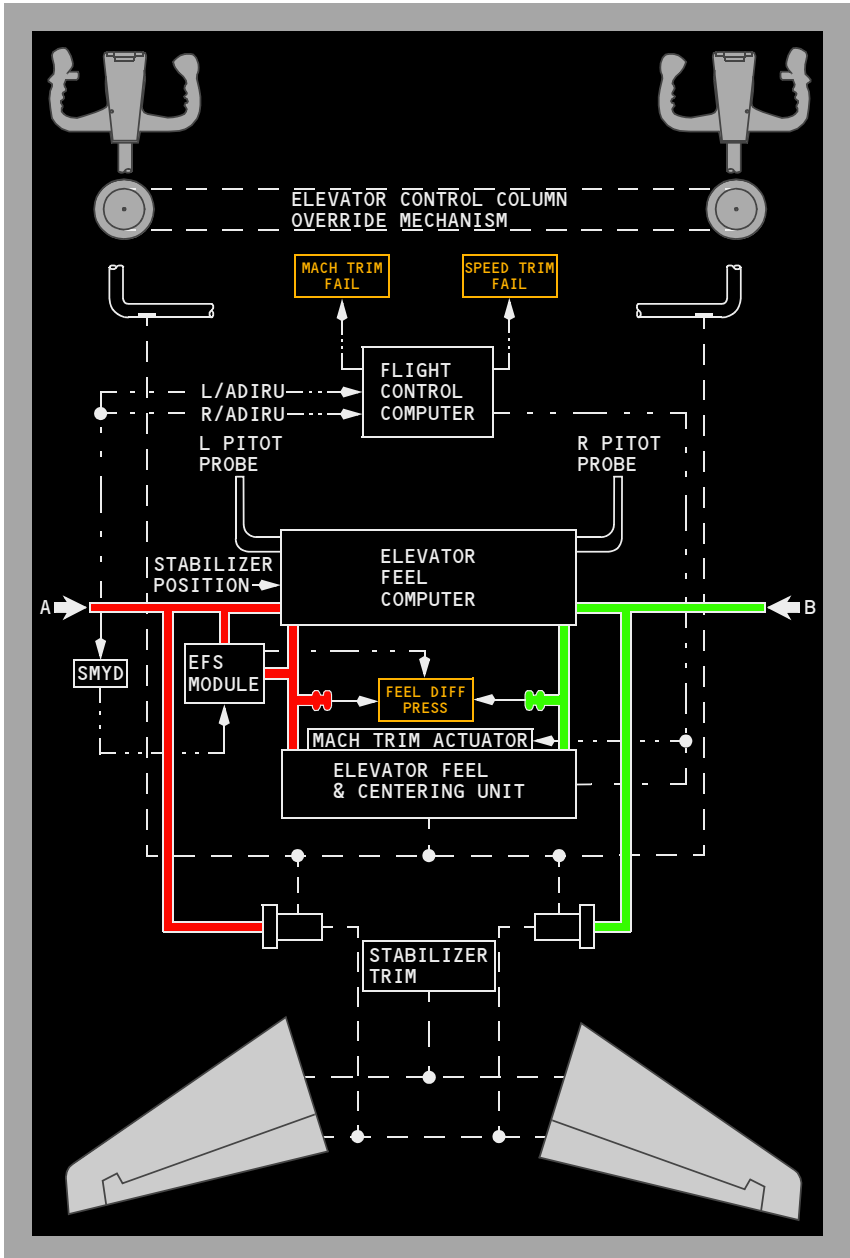 ELEVATOR CONTROL COLUMN
OVERRIDE MECHANISM
MACH TRIM
FAIL
SPEED TRIM
FAIL
FLIGHT
CONTROL
COMPUTER
L/ADIRU
R/ADIRU
L PITOT
PROBE
R PITOT
PROBE
STABILIZER
POSITION
ELEVATOR
FEEL
COMPUTER
A
B
SMYD
EFS
MODULE
FEEL DIFF
PRESS
MACH TRIM ACTUATOR
ELEVATOR FEEL
& CENTERING UNIT
STABILIZER
TRIM